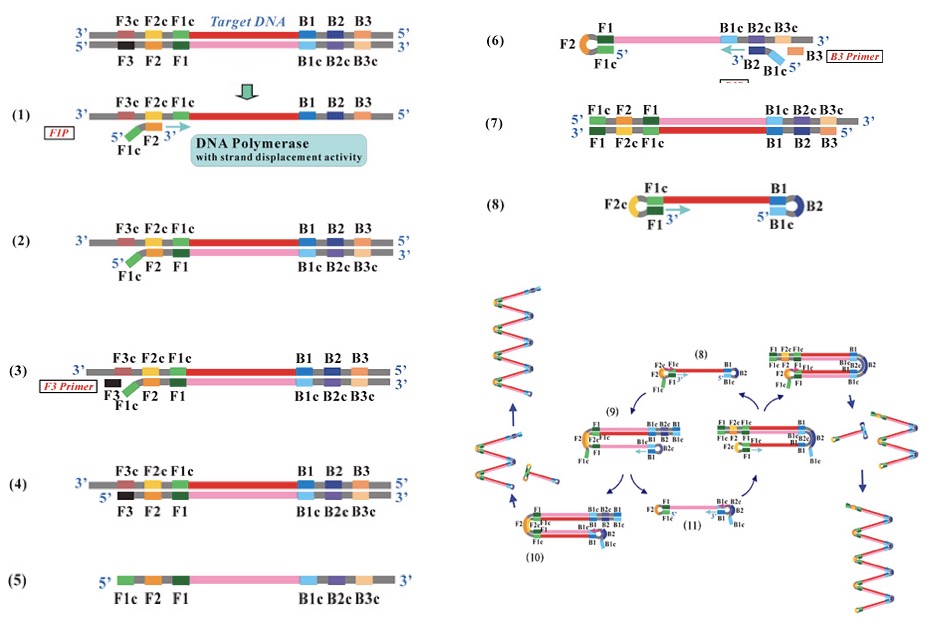 Target DNA
F3c F2c F1c B1 B2 B3
3’ 5’
3’
F3 F2 F1 B1c B2c B3c
(1)
F3c F2c F1c B1 B2 B3
3’ 5’
FIP
5’ F2 3’
F1c
DNA Polymerase
with strand displacement activity
(2)
F3c F2c F1c B1 B2 B3
3’ 5’
3’
F1c F2 F1 B1c B2c B3c
(3)
F3c F2c F1c B1 B2 B3
3’ 5’
3’
F3 Primer
F3 F1c F2 F1 B1c B2c B3c
(4)
F3c F2c F1c B1 B2 B3
3’ 5’
5’ 3’
F3 F2 F1 B1c B2c B3c
(5)
5’ 3’
F1c F2 F1 B1c B2c B3c
(6)
F1 B1c B2c B3c
F2 3’
F1c 5’ 3’ B2 B1c 5’ B3
B3 Primer
(7)
F1c F2 F1 B1c B2c B3c
5’ 3’
3’ 5’
F1 F2c F1c B1 B2 B3
(8)
F1c B1
F2c B2
F1 3’ 5’ B1c
(8)
F2c F1c B1
F1 3’ 5’ B2
F1c B1c
F1 F2c F1c B1
F1c F2 F1 B2c B2
F2c F1c B1c
F1 B1c
F1c
(9)
F1 B1c B2c B1c
F2 F1c B1 B2 B1
F2c B2c
F1c B1
F1 F2c F1c B1
F1c F2 F1 B1c B2c
F2c F1c B2
F1 B1c
(10)
F1 B1c B2c B1c
F2 F1c B1 B2 B1
F2c F1
F1c B1 B2
B1c
(11)
F1 B1c B2c
F2 B2
F1c 5’ 3’ B1
B1c